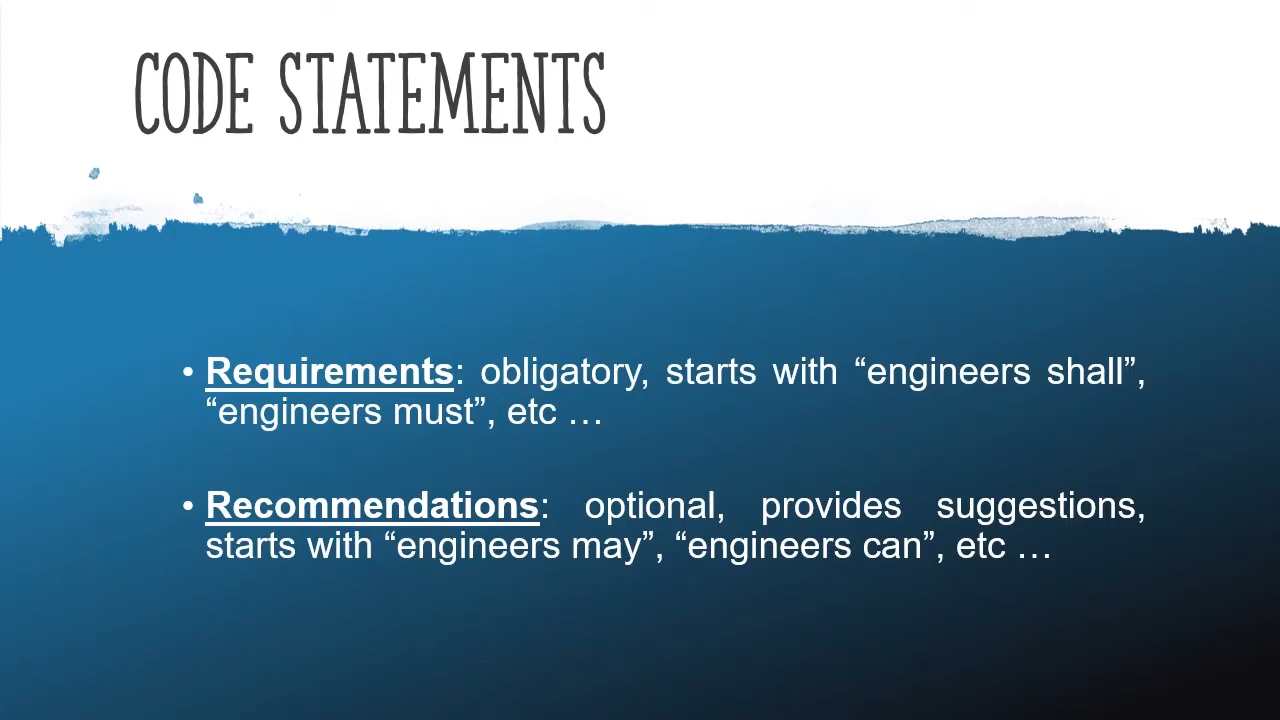 CODE STATEMENTS
• Requirements: obligatory, starts with “engineers shall”,
“engineers must”, etc …
• Recommendations: optional, provides suggestions,
starts with “engineers may”, “engineers can”, etc …